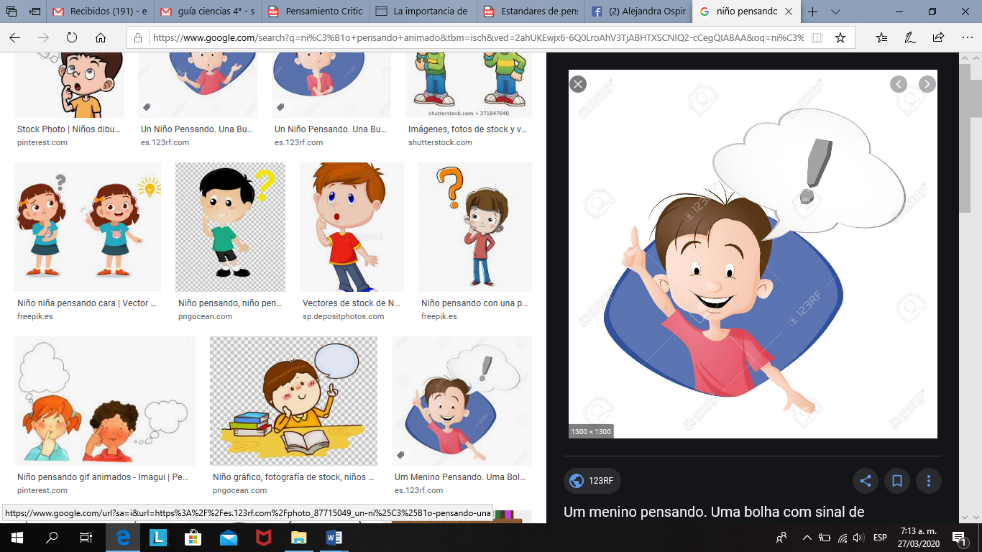 Recibidos (191) - e
guía ciencias 4° - s
Pensamiento Critic
La importancia de
Estandares de pen
(2) Alejandra Ospir
niño pensando
https://www.google.com/search?q=ni%C3%B1o+pensando+animado&tbm=isch&ved=2ahUKEwjx6-6Q0LroAhV3TjABHTXSCNIQ2-cCegQIABAA&oq=ni%C3%
shutterstock.com • 371847048
Stock Photo | Niños dibu...
pinterest.com
Un Niño Pensando. Una Bu...
es.123rf.com
Un Niño Pensando. Una Bu...
es.123rf.com
Imágenes, fotos de stock y v...
shutterstock.com
Niño niña pensando cara | Vector ...
freepik.es
Niño pensando, niño pen...
pngocean.com
Vectores de stock de N...
sp.depositphotos.com
Niño pensando con una p...
freepik.es
Niño pensando gif animados - Imagui | Pe...
pinterest.com
Niño gráfico, fotografía de stock, niños ...
pngocean.com
Um Menino Pensando. Uma Bol...
es.123rf.com
https://www.google.com/url?sa=i&url=https%3A%2F%2Fes.123rf.com%2Fphoto_87715049_un-ni%25C3%25B1o-pensando-una
123RF
1300 × 1300
123RF
Um menino pensando. Uma bolha com sinal de
ESP
7:13 a. m.
27/03/2020